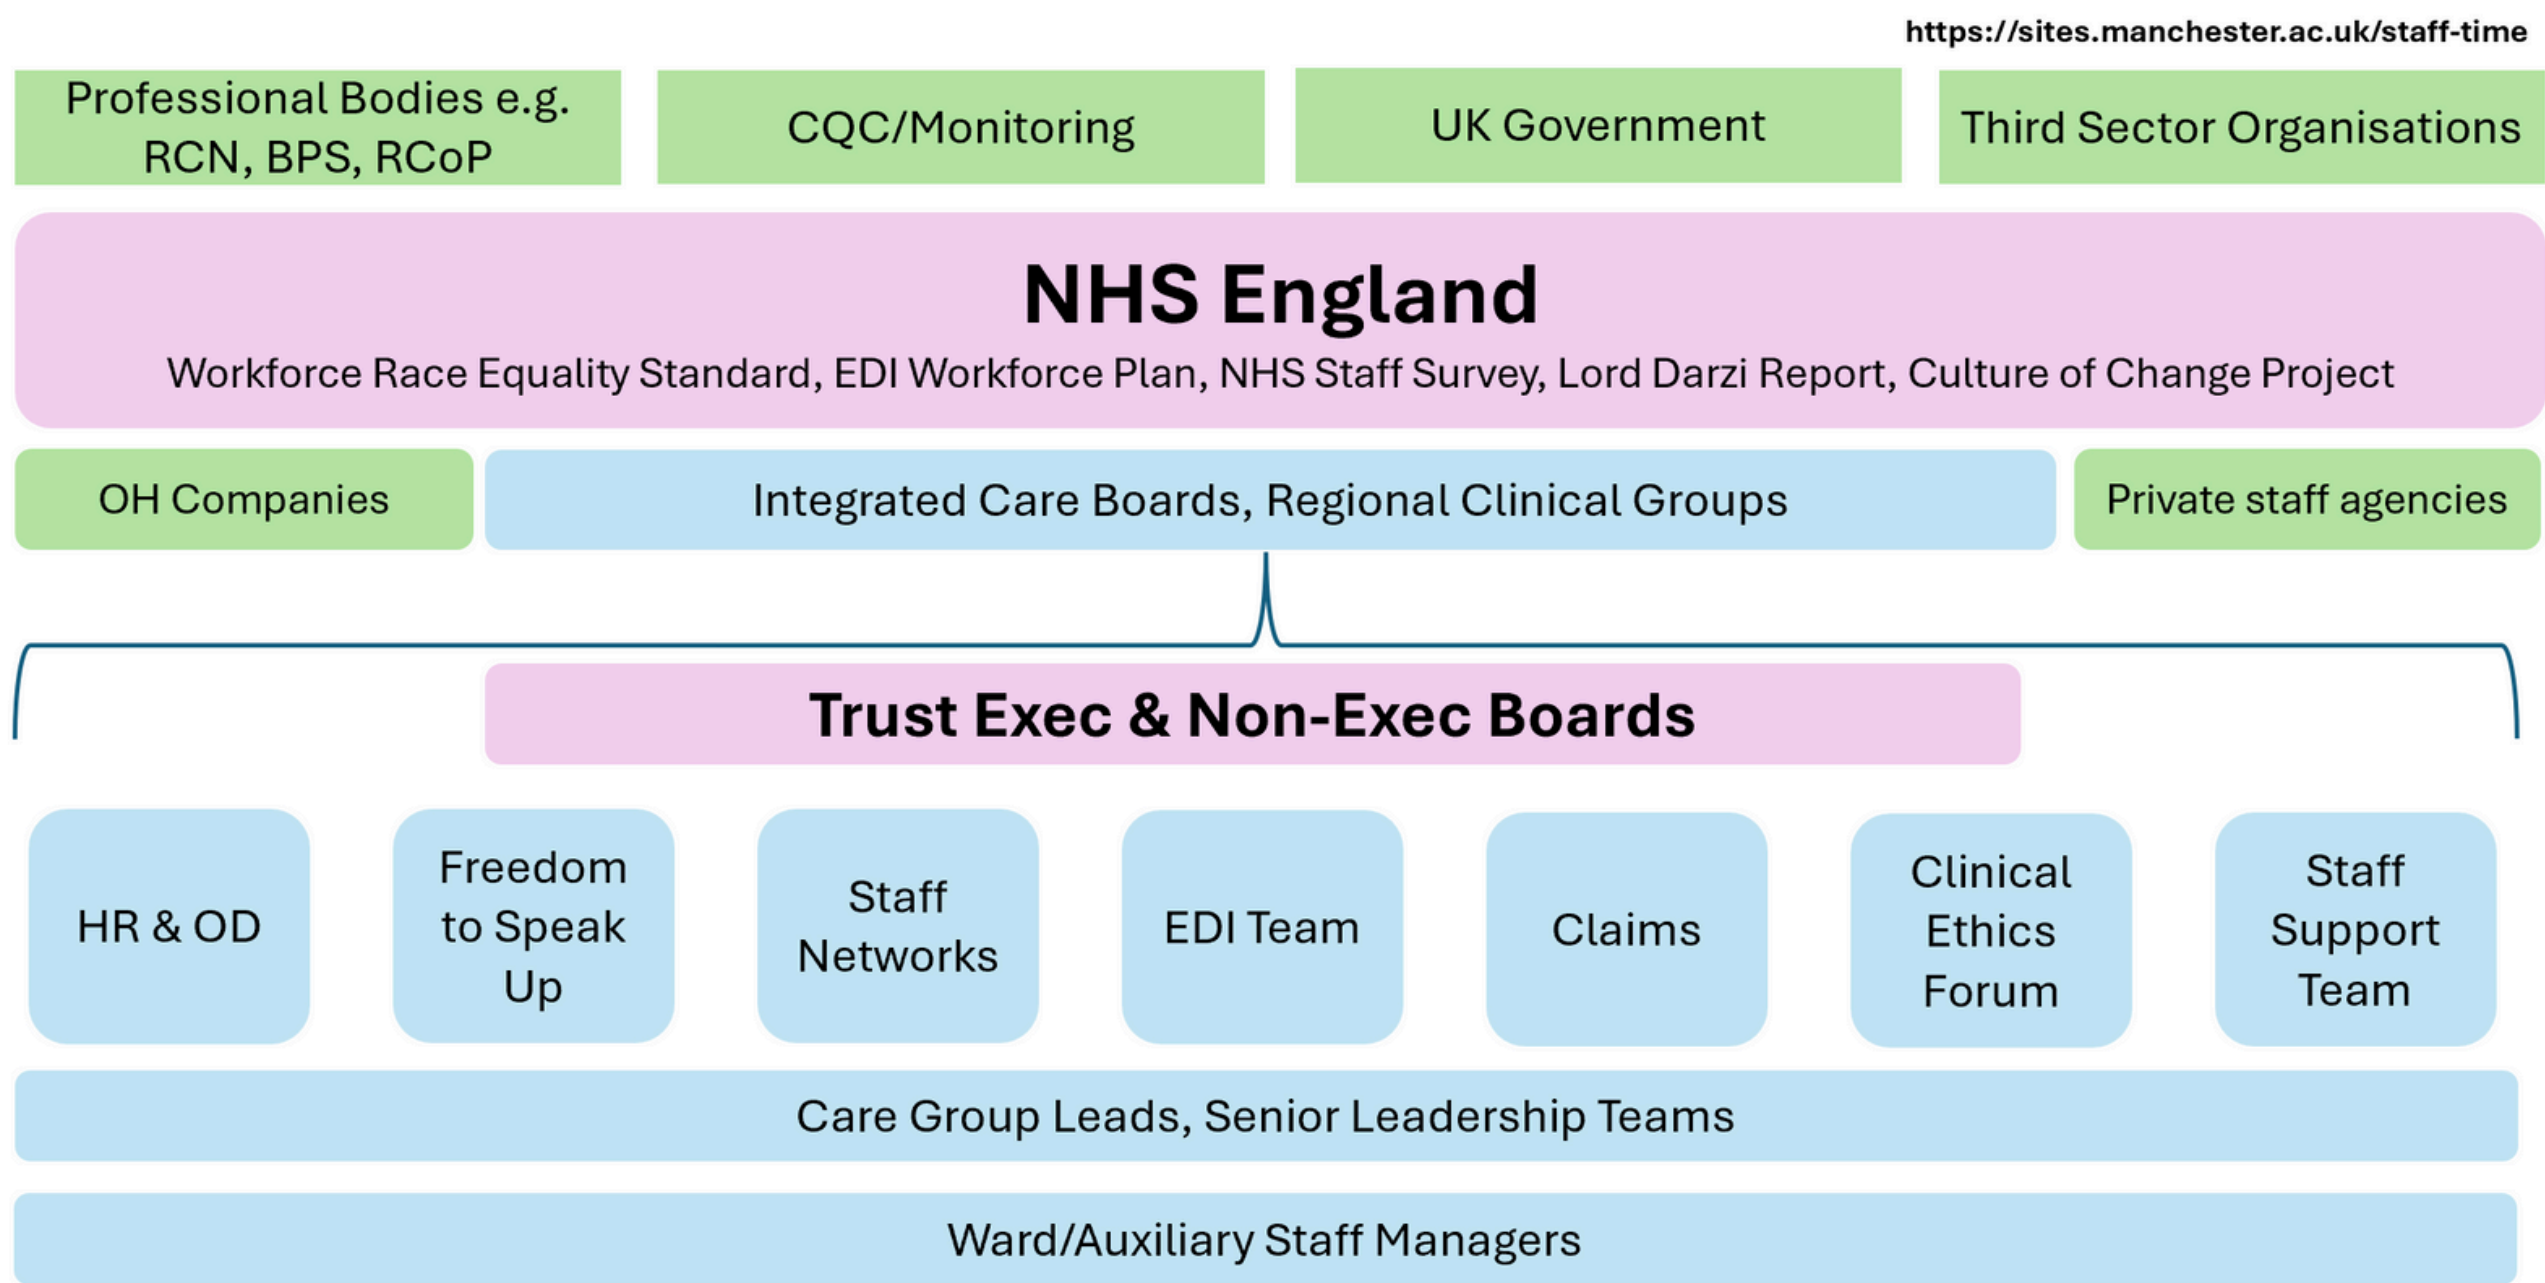 https://sites.manchester.ac.uk/staff-time
Professional Bodies e.g.
RCN, BPS, RCoP
CQC/Monitoring
UK Government
Third Sector Organisations
NHS England
Workforce Race Equality Standard, EDI Workforce Plan, NHS Staff Survey, Lord Darzi Report, Culture of Change Project
OH Companies
Integrated Care Boards, Regional Clinical Groups
Private staff agencies
Trust Exec & Non-Exec Boards
HR & OD
Freedom
to Speak
Up
Staff
Networks
EDI Team
Claims
Clinical
Ethics
Forum
Staff
Support
Team
Care Group Leads, Senior Leadership Teams
Ward/Auxiliary Staff Managers